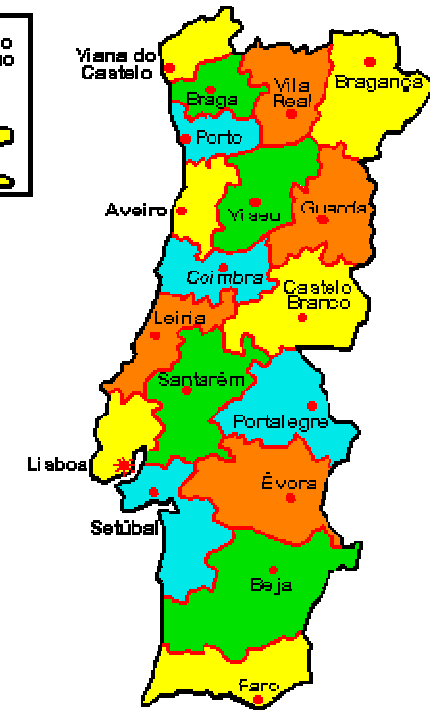 Viana do
Castelo
Braga
Vila
Real
Bragança
Porto
Aveiro
Viseu
Guarda
Coimbra
Castelo
Branco
Leiria
Santarém
Portalegre
Lisboa
Évora
Setúbal
Beja
Faro